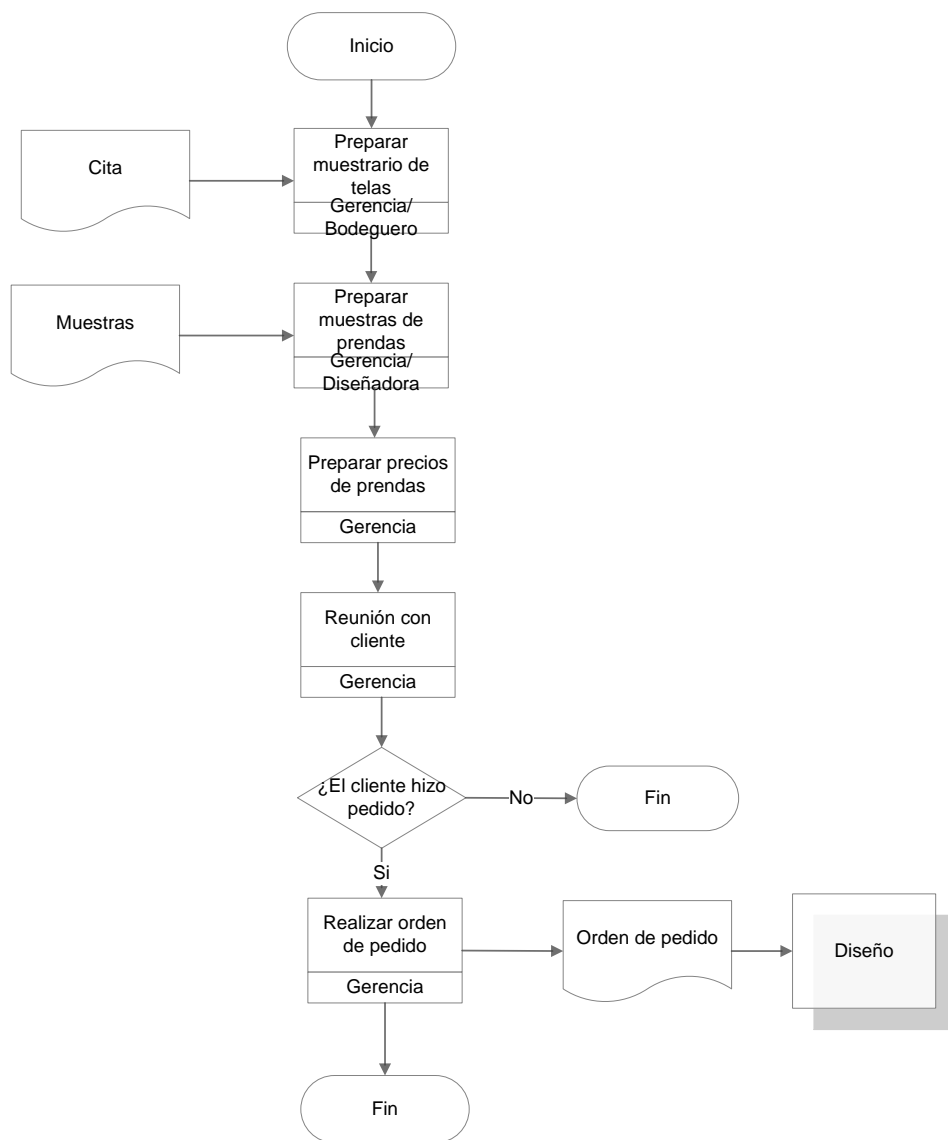 Inicio
Cita
Preparar
muestrario de
telas
Gerencia/
Bodeguero
Muestras
Preparar
muestras de
prendas
Gerencia/
Diseñadora
Preparar precios
de prendas
Gerencia
Reunión con
cliente
Gerencia
¿El cliente hizo
pedido?
No
Fin
Si
Realizar orden
de pedido
Gerencia
Orden de pedido
Diseño
Fin